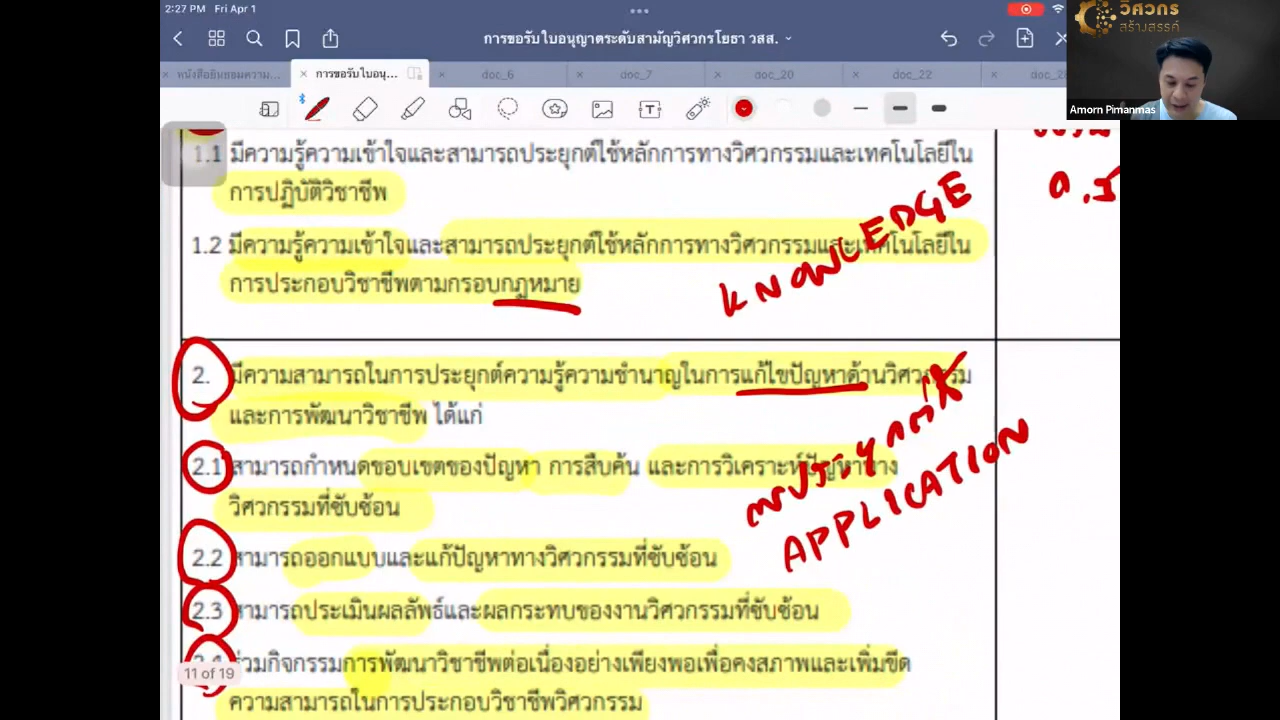 2:27 PM Fri Apr 1
วิศวกร
สร้างสรรค์
การขอรับใบอนุญาตระดับสามัญวิศวกรโยธา วสส.
หนังสือยินยอมความ...
การขอรับใบอนุ...
doc_6
doc_7
doc_20
doc_22
Amorn Pimanmas
1.1 มีความรู้ความเข้าใจและสามารถประยุกต์ใช้หลักการทางวิศวกรรมและเทคโนโลยีใน
การปฏิบัติวิชาชีพ
1.2 มีความรู้ความเข้าใจและสามารถประยุกต์ใช้หลักการทางวิศวกรรมและเทคโนโลยีใน
การประกอบวิชาชีพตามกรอบกฎหมาย
KNOWLEDGE
2. มีความสามารถในการประยุกต์ความรู้ความชำนาญในการแก้ไขปัญหาด้านวิศวกรรม
และการพัฒนาวิชาชีพ ได้แก่
2.1 สามารถกำหนดขอบเขตของปัญหา การสืบค้น และการวิเคราะห์ปัญหาทาง
วิศวกรรมที่ซับซ้อน
การประยุกต์ใช้
APPLICATION
2.2 สามารถออกแบบและแก้ปัญหาทางวิศวกรรมที่ซับซ้อน
2.3 สามารถประเมินผลลัพธ์และผลกระทบของงานวิศวกรรมที่ซับซ้อน
ร่วมกิจกรรมการพัฒนาวิชาชีพต่อเนื่องอย่างเพียงพอเพื่อคงสภาพและเพิ่มขีด
11 of 19
ความสามารถในการประกอบวิชาชีพวิศวกรรม